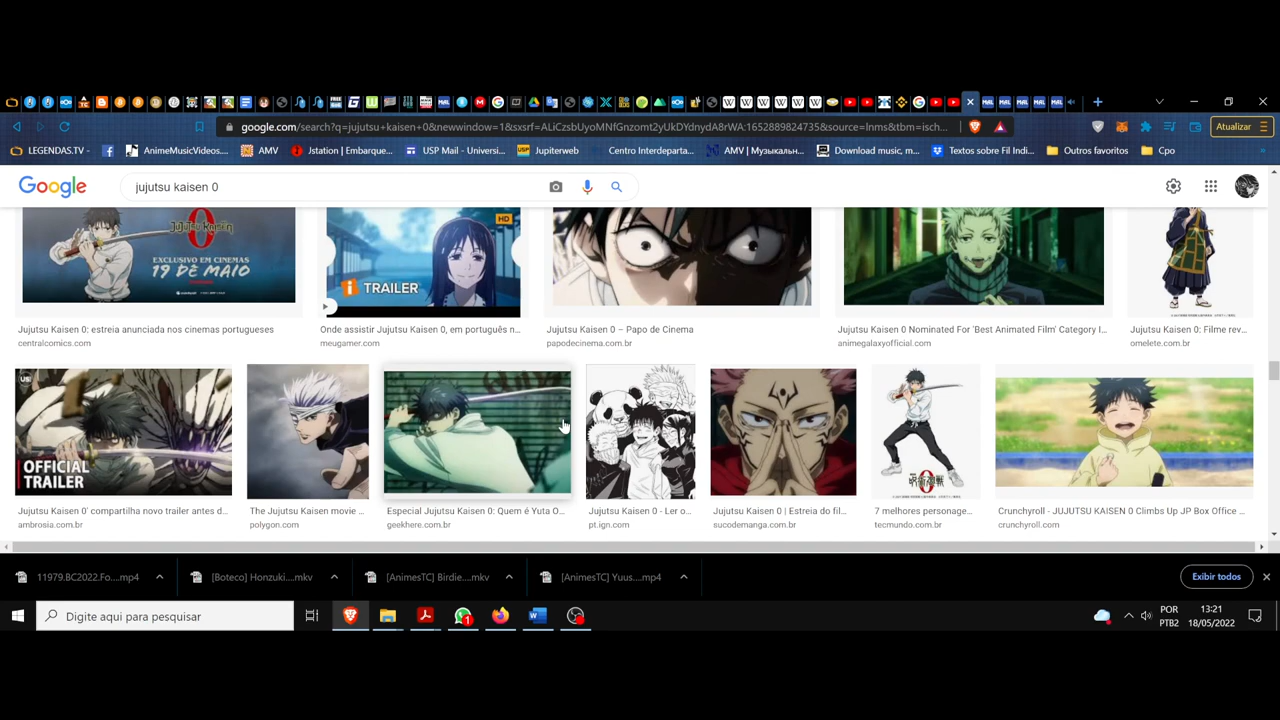 google.com/search?q=jujutsu+kaisen+0&newwindow=1&sxsrf=ALiCzsbUyoMNfGnzomt2yUkDYdnydA8rWA:1652889824735&source=lnms&tbm=isch...
Atualizar
LEGENDAS.TV - AnimeMusicVideos... AMV Jstation | Embarque... USP Mail - Universi... Jupiterweb Centro Interdeparta... AMV | Музыкальн... Download music, m... Textos sobre Fil Indi... Outros favoritos Cpo
Google jujutsu kaisen 0
JUJUTSU KAISEN 0
EXCLUSIVO EM CINEMAS
19 DE MAIO
HD
TRAILER
Jujutsu Kaisen 0: estreia anunciada nos cinemas portugueses
centralcomics.com
Onde assistir Jujutsu Kaisen 0, em português n...
meugamer.com
Jujutsu Kaisen 0 – Papo de Cinema
papodecinema.com.br
Jujutsu Kaisen 0 Nominated For 'Best Animated Film' Category I...
animegalaxyofficial.com
Jujutsu Kaisen 0: Filme rev...
omelete.com.br
OFFICIAL
TRAILER
0
呪術廻戦
Jujutsu Kaisen 0' compartilha novo trailer antes d...
ambrosia.com.br
The Jujutsu Kaisen movie ...
polygon.com
Especial Jujutsu Kaisen 0: Quem é Yuta O...
geekhere.com.br
Jujutsu Kaisen 0 - Ler o...
pt.ign.com
Jujutsu Kaisen 0 | Estreia do fil...
sucodemanga.com.br
7 melhores personage...
tecmundo.com.br
Crunchyroll - JUJUTSU KAISEN 0 Climbs Up JP Box Office ...
crunchyroll.com
11979.BC2022.Fo....mp4 [Boteco] Honzuki....mkv [AnimesTC] Birdie....mkv [AnimesTC] Yuus....mp4 Exibir todos
Digite aqui para pesquisar
POR
PTB2
13:21
18/05/2022